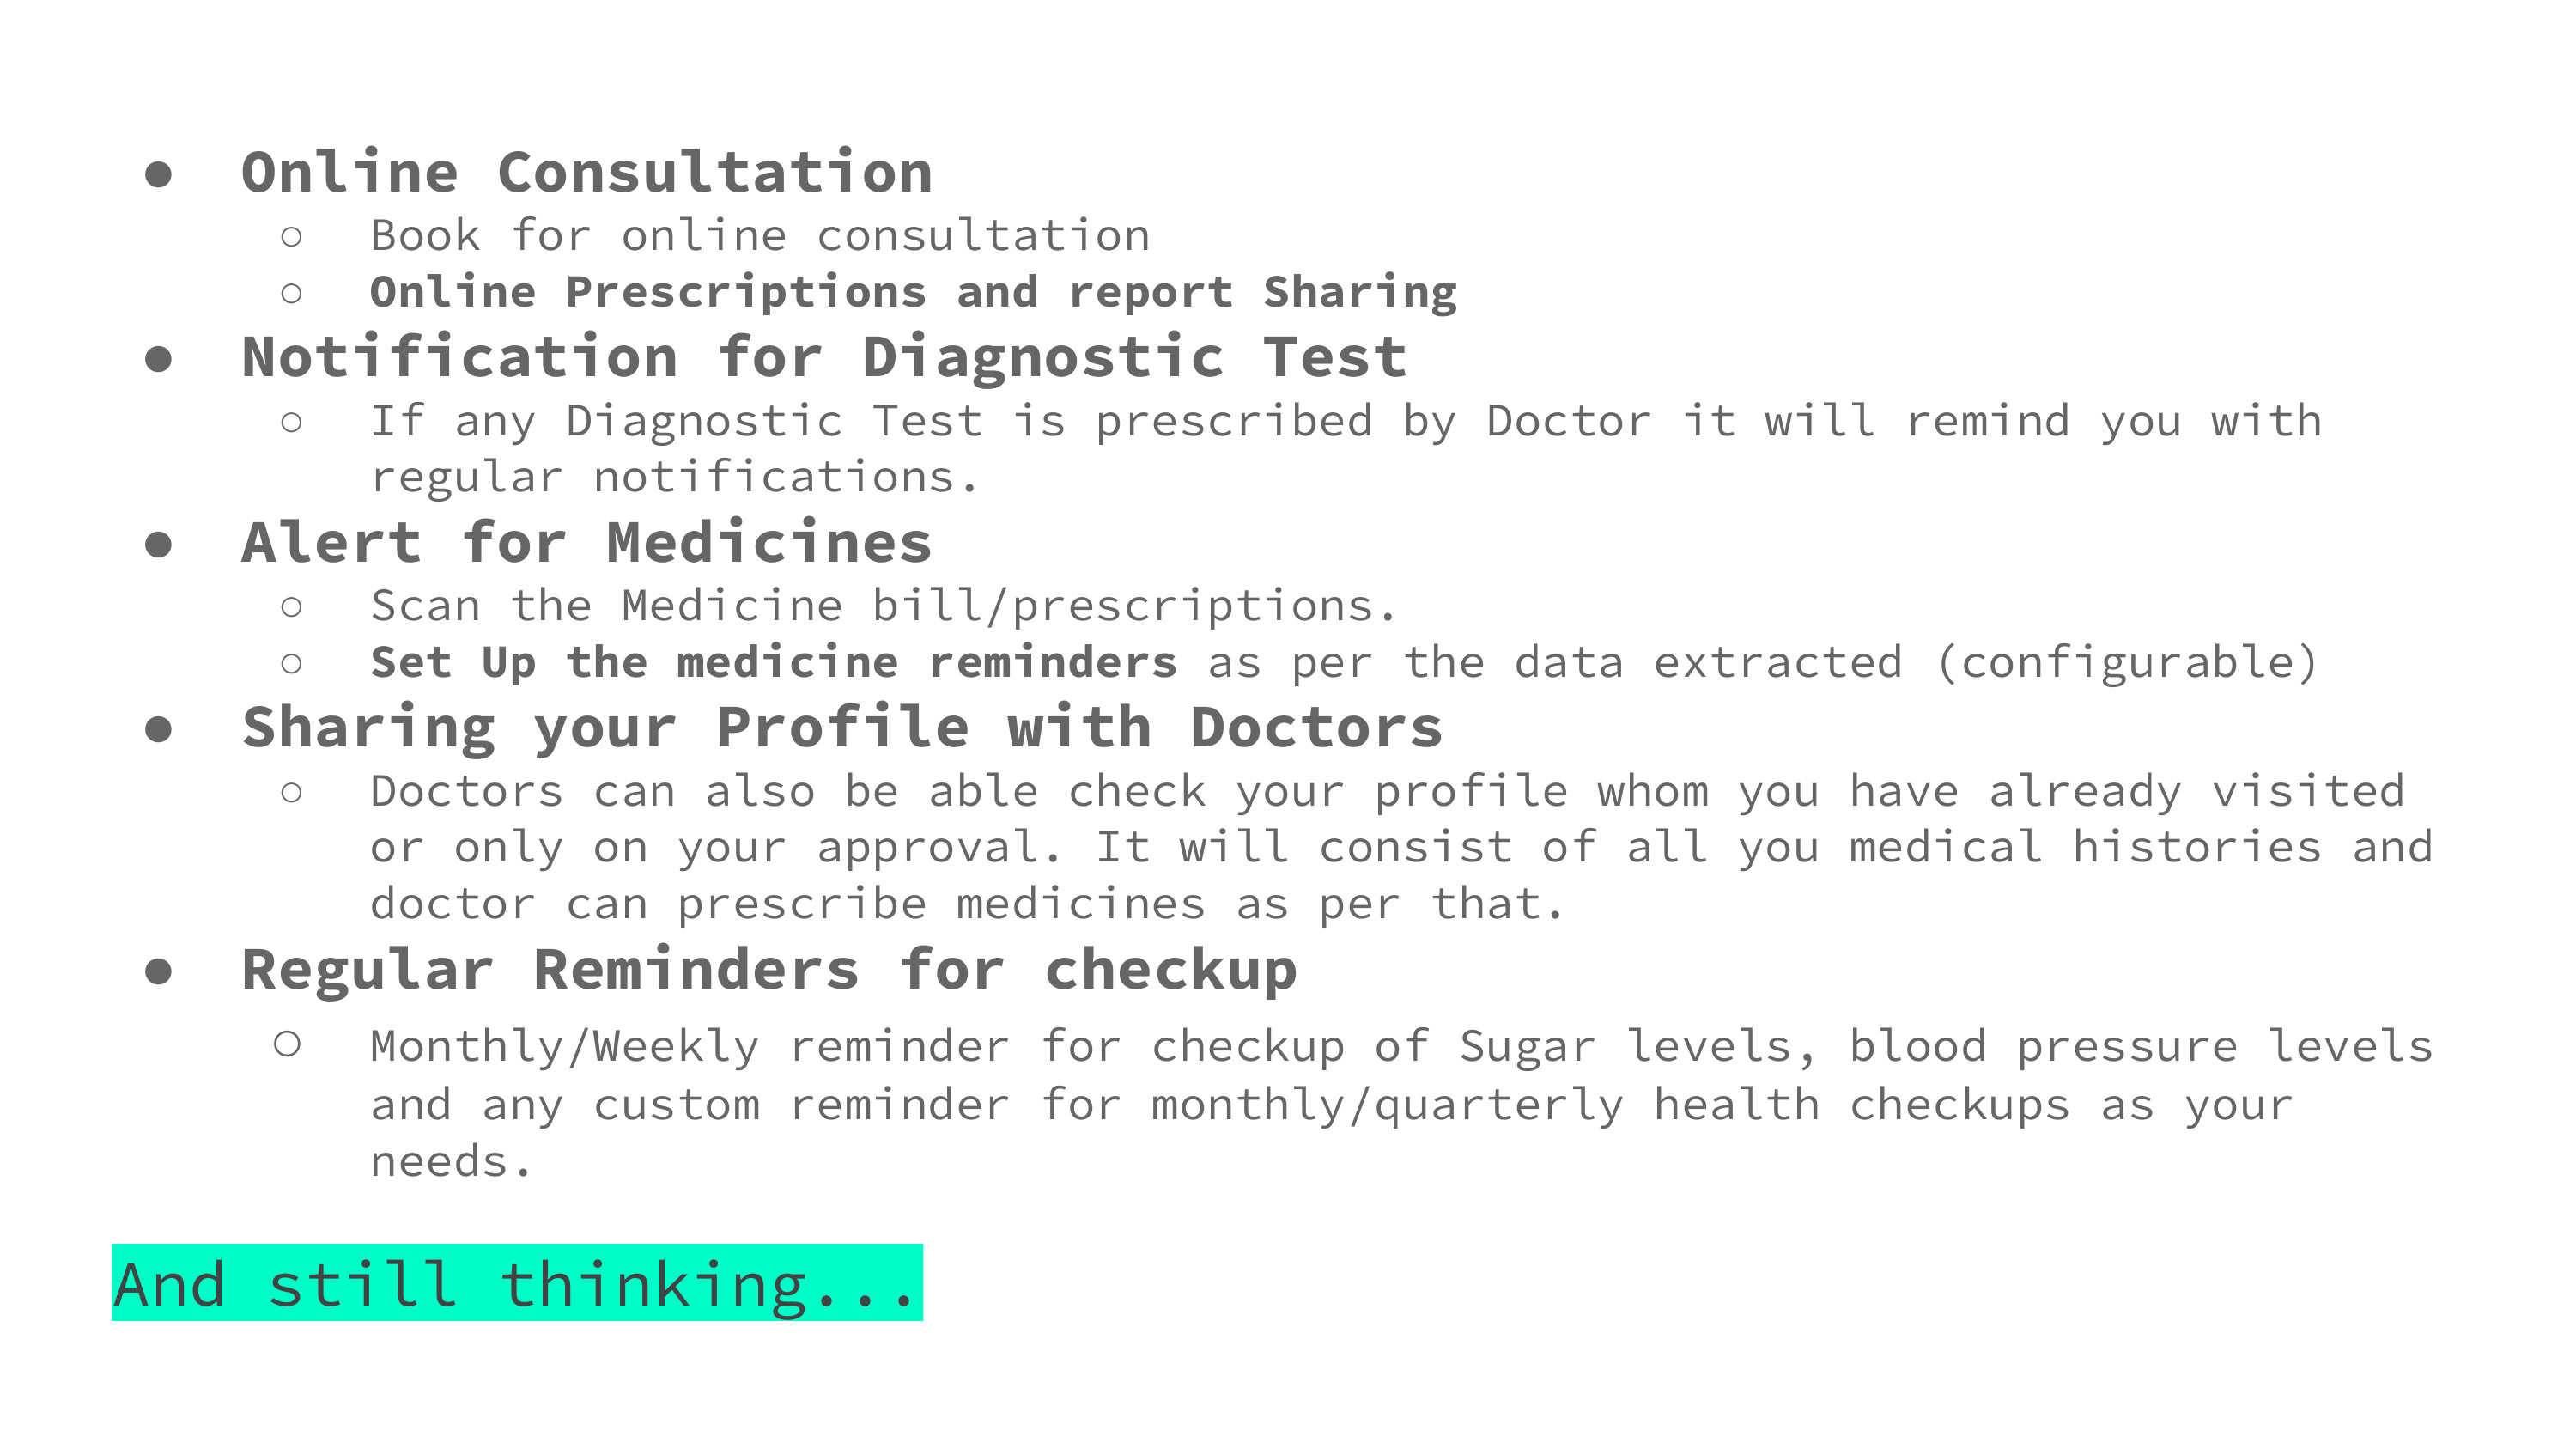 ● Online Consultation
○ Book for online consultation
○ Online Prescriptions and report Sharing
● Notification for Diagnostic Test
○ If any Diagnostic Test is prescribed by Doctor it will remind you with
regular notifications.
● Alert for Medicines
○ Scan the Medicine bill/prescriptions.
○ Set Up the medicine reminders as per the data extracted (configurable)
● Sharing your Profile with Doctors
○ Doctors can also be able check your profile whom you have already visited
or only on your approval. It will consist of all you medical histories and
doctor can prescribe medicines as per that.
● Regular Reminders for checkup
○ Monthly/Weekly reminder for checkup of Sugar levels, blood pressure levels
and any custom reminder for monthly/quarterly health checkups as your
needs.
And still thinking...